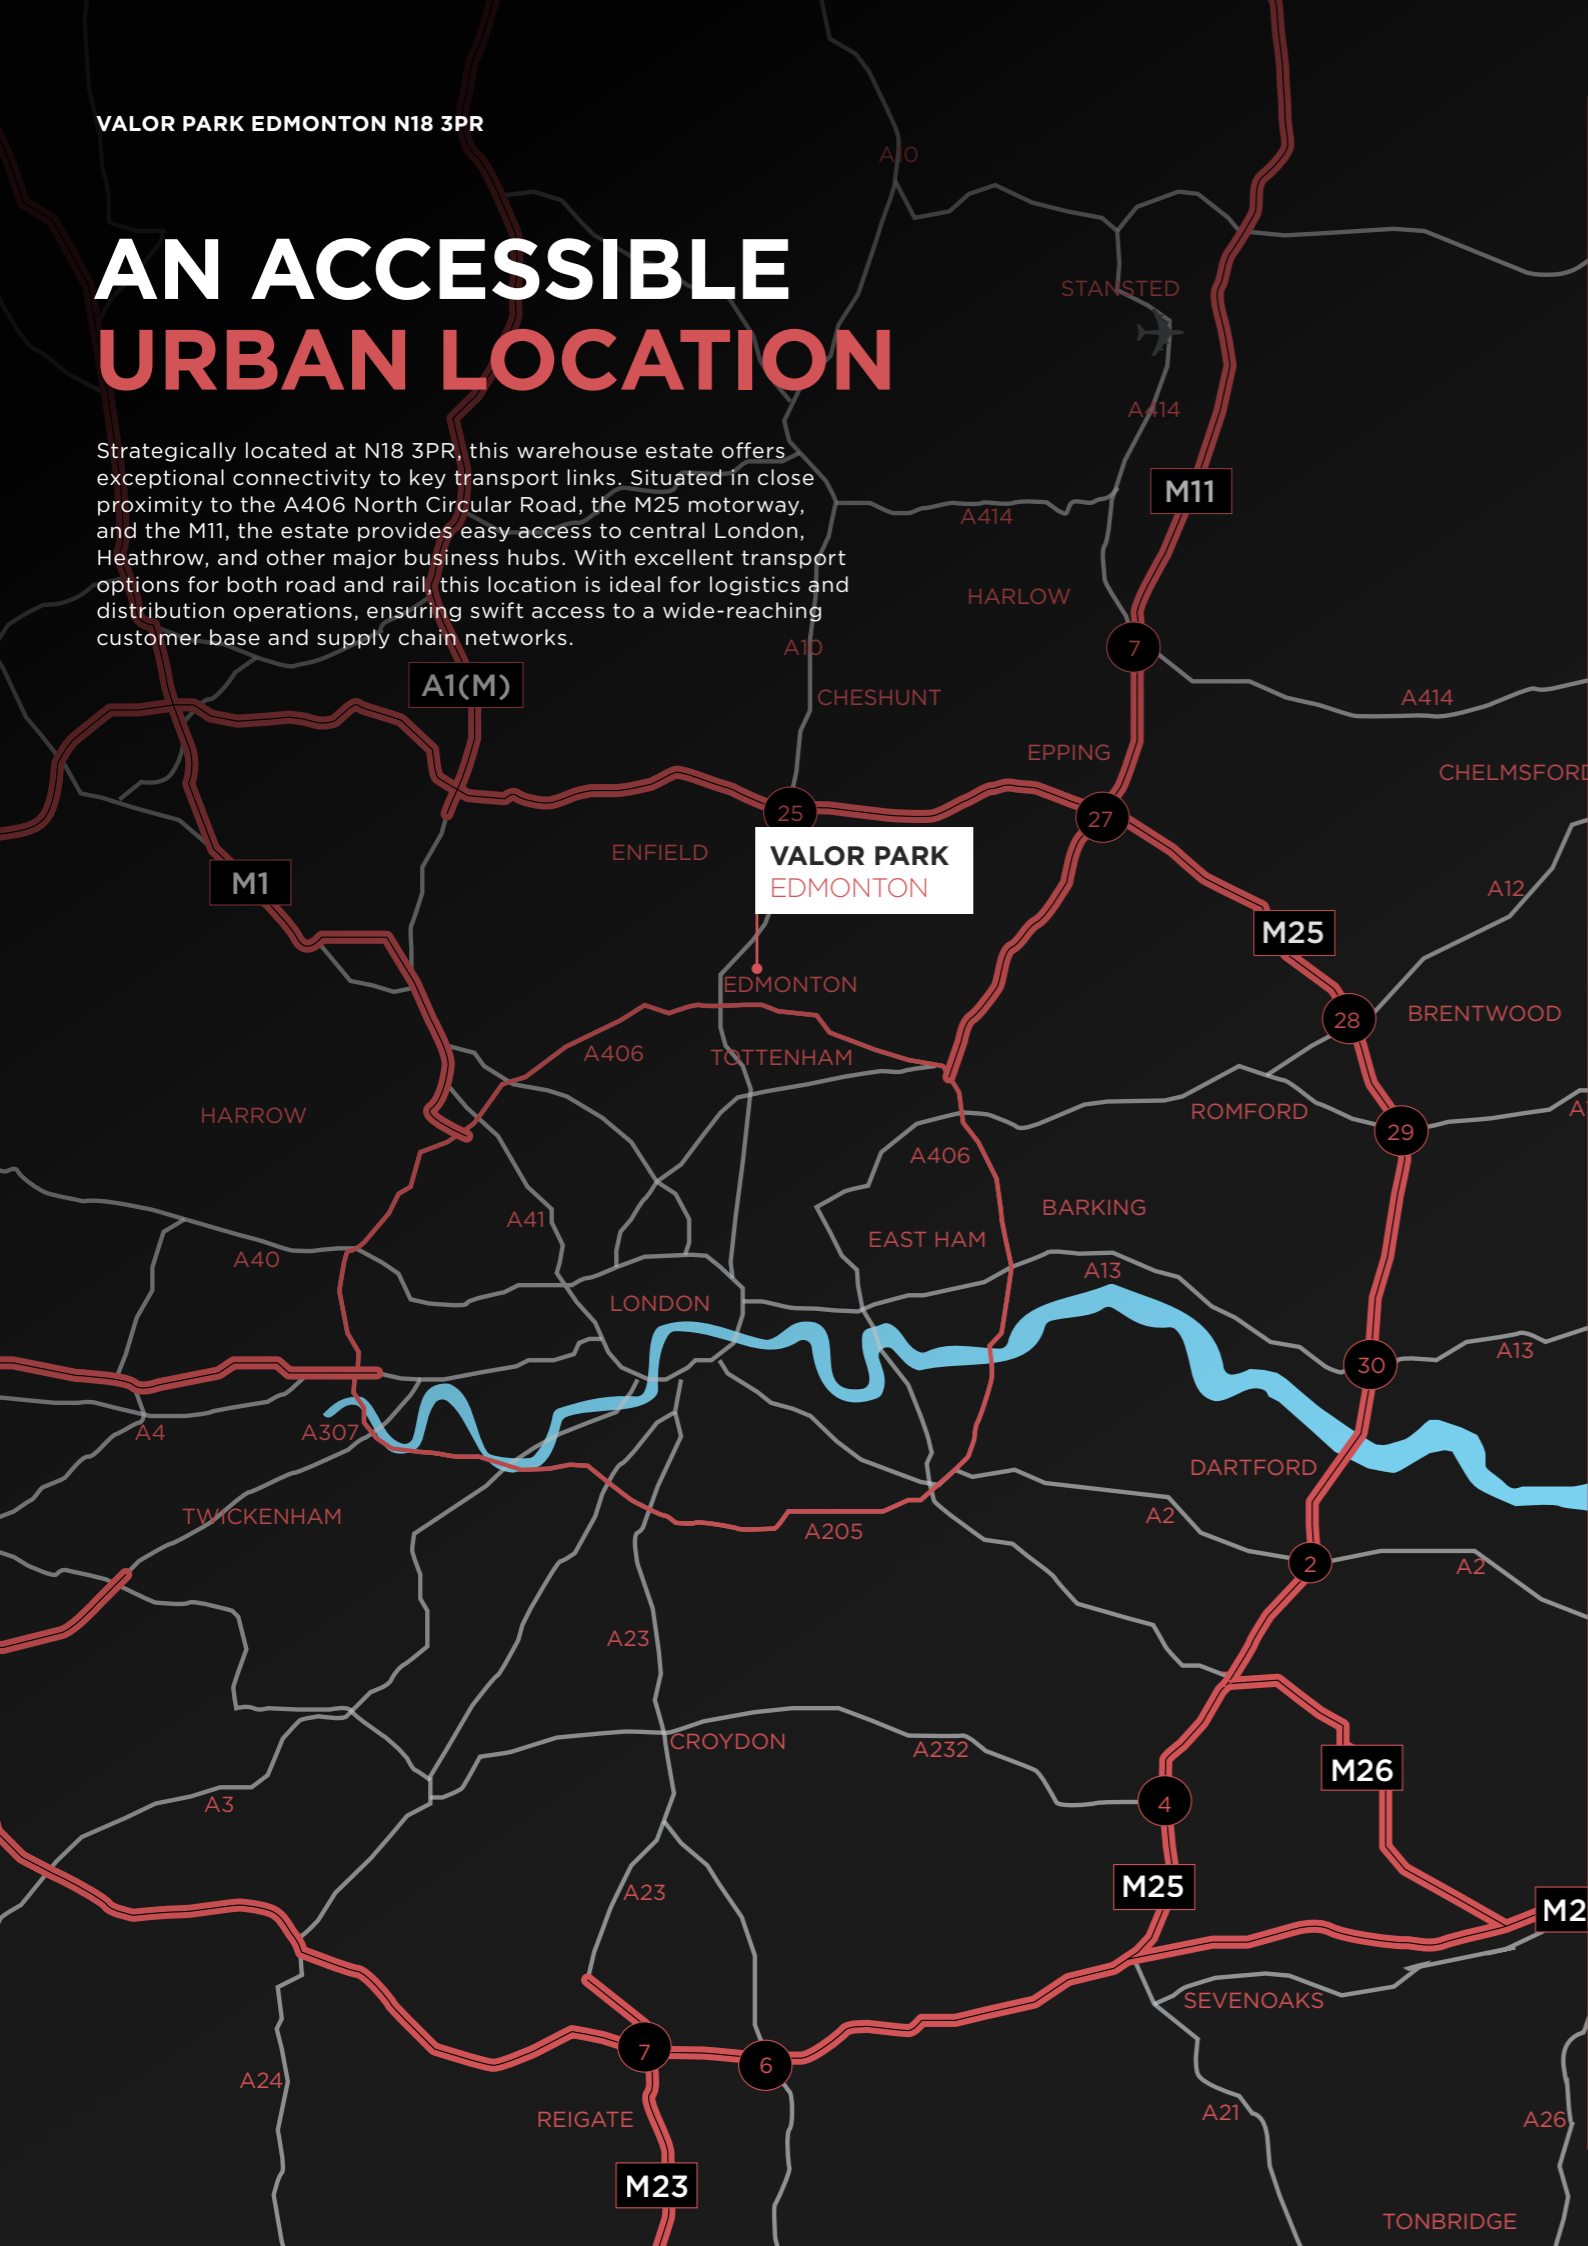 VALOR PARK EDMONTON N18 3PR
AN ACCESSIBLE
URBAN LOCATION
Strategically located at N18 3PR, this warehouse estate offers
exceptional connectivity to key transport links. Situated in close
proximity to the A406 North Circular Road, the M25 motorway,
and the M11, the estate provides easy access to central London,
Heathrow, and other major business hubs. With excellent transport
options for both road and rail, this location is ideal for logistics and
distribution operations, ensuring swift access to a wide-reaching
customer base and supply chain networks.
A10
STANSTED
A414
M11
A414
HARLOW
7
A10
A1(M)
CHESHUNT
A414
EPPING
CHELMSFORD
25
27
ENFIELD
VALOR PARK
EDMONTON
M1
A12
M25
EDMONTON
28
BRENTWOOD
A406
TOTTENHAM
HARROW
ROMFORD
A1
29
A406
BARKING
A41
EAST HAM
A40
A13
LONDON
A13
30
A4
A307
DARTFORD
TWICKENHAM
A2
A205
2
A2
A23
CROYDON
A232
M26
A3
4
M25
A23
M2
SEVENOAKS
7
6
A24
REIGATE
A21
A26
M23
TONBRIDGE